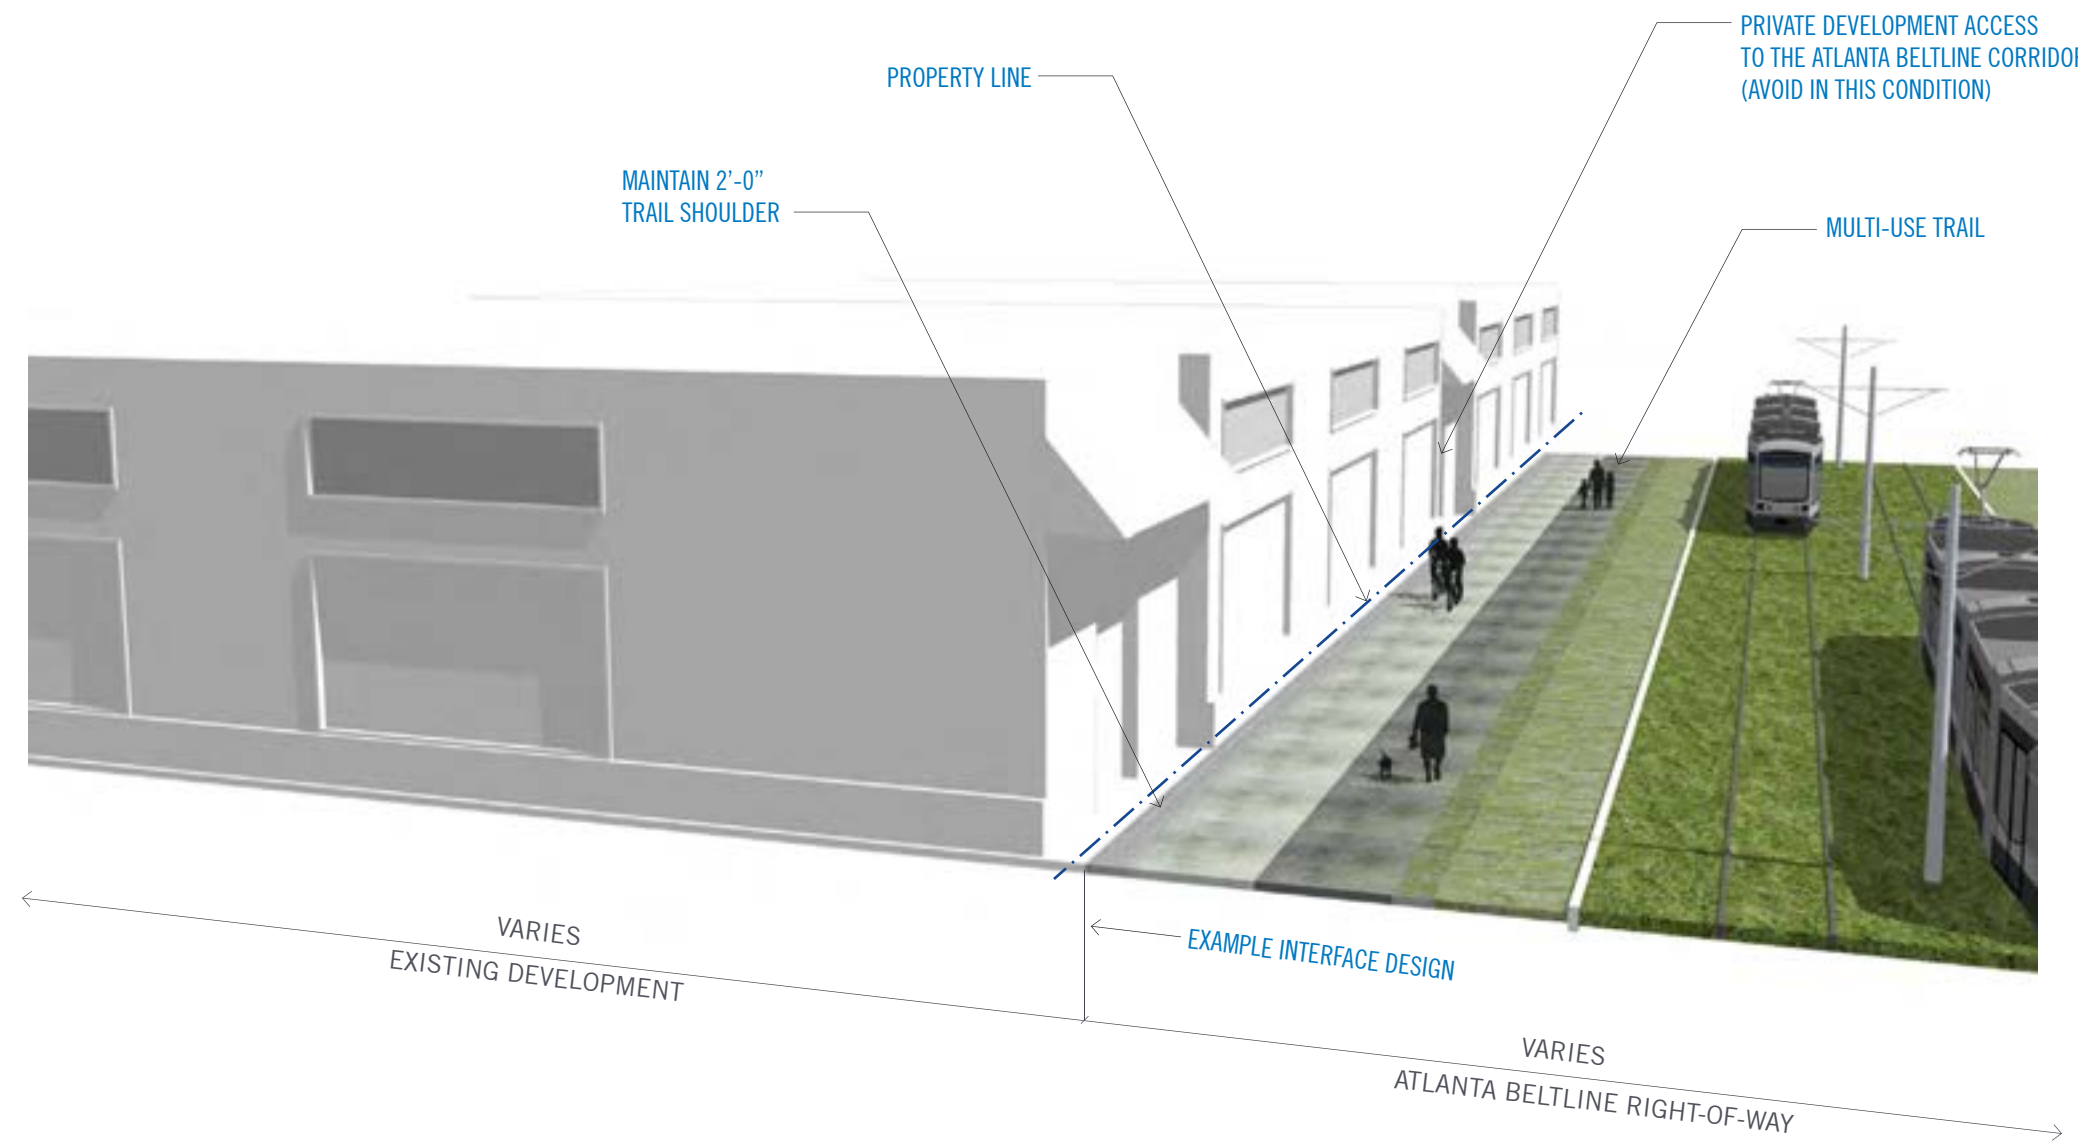 PRIVATE DEVELOPMENT ACCESS
TO THE ATLANTA BELTLINE CORRIDOR
(AVOID IN THIS CONDITION)
PROPERTY LINE
MAINTAIN 2’-0”
TRAIL SHOULDER
MULTI-USE TRAIL
VARIES
EXISTING DEVELOPMENT
EXAMPLE INTERFACE DESIGN
VARIES
ATLANTA BELTLINE RIGHT-OF-WAY